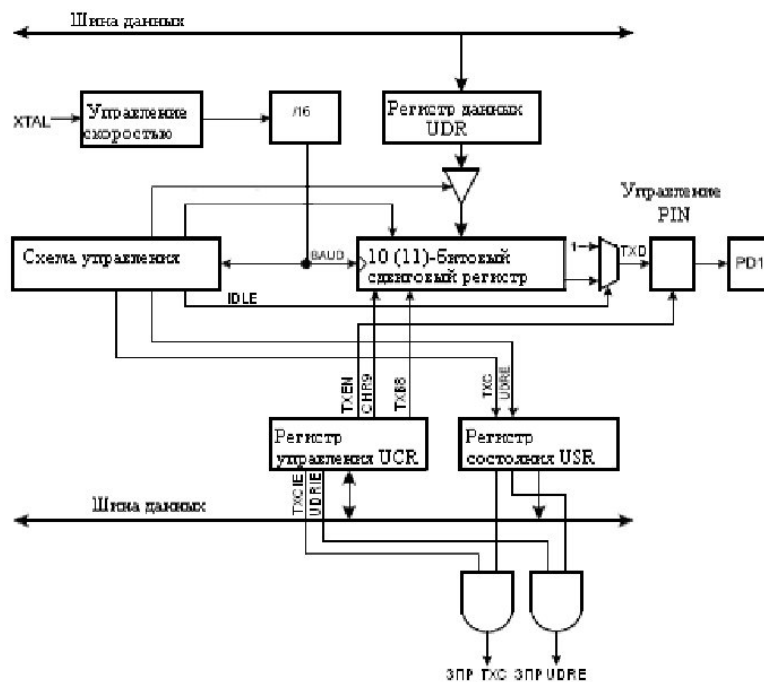 Шина данных
XTAL
Управление
скоростью
/16
Регистр данных
UDR
Управление
PIN
Схема управления
BAUD
10 (11)-битовый
сдвиговый регистр
1
TXD
PD1
IDLE
TXEN
CHR9
TXB8
TXC
UDRE
Регистр
управления UCR
Регистр
состояния USR
TXCIE
UDRIE
Шина данных
ЗПР TXC
ЗПР UDRE